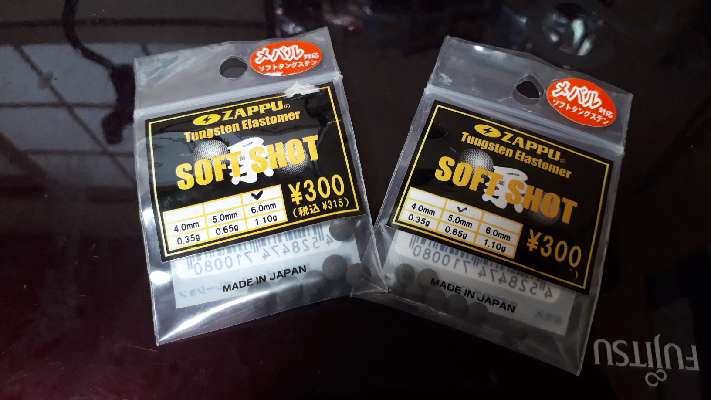 メバル対応
ソフトタングステン
ZAPPU®
Tungsten Elastomer
SOFT SHOT
4.0mm 5.0mm 6.0mm
0.35g 0.65g 1.10g
¥300
(税込 ¥315)
4528474710080
MADE IN JAPAN
メバル対応
ソフトタングステン
ZAPPU®
Tungsten Elastomer
SOFT SHOT
4.0mm 5.0mm 6.0mm
0.35g 0.65g 1.10g
¥300
MADE IN JAPAN
FUJITSU